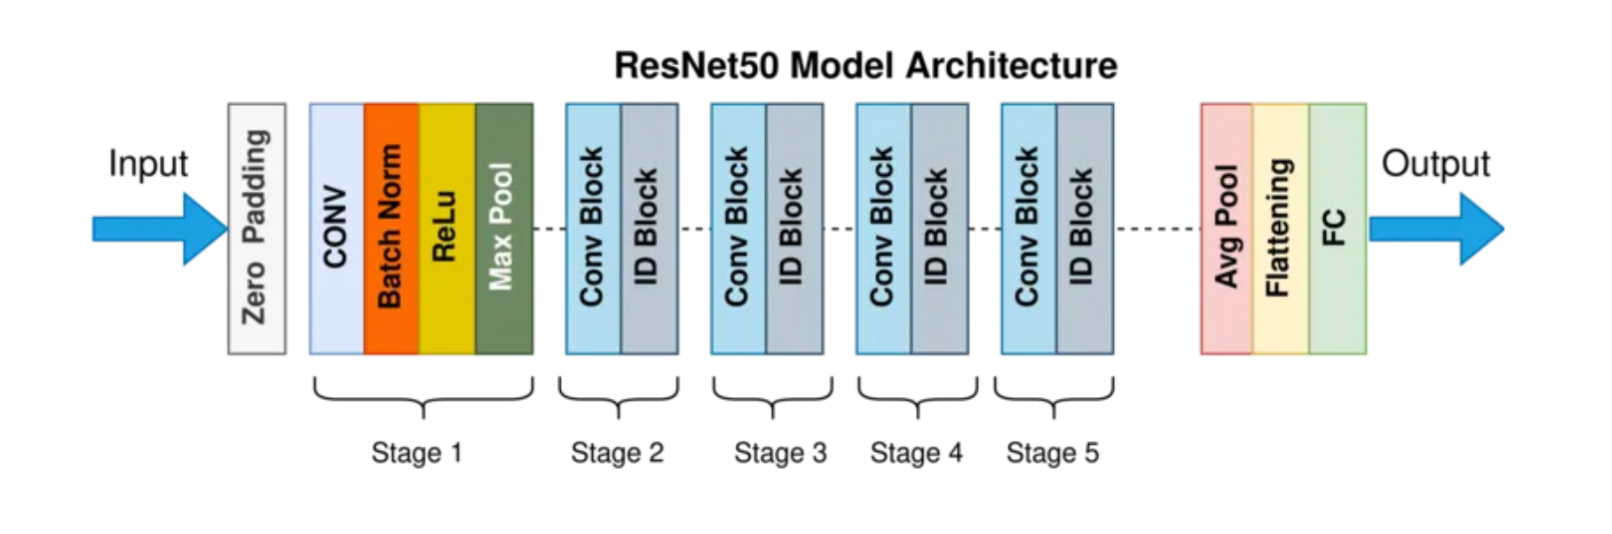 ResNet50 Model Architecture
Input
Zero Padding
CONV
Batch Norm
ReLu
Max Pool
Conv Block
ID Block
Conv Block
ID Block
Conv Block
ID Block
Conv Block
ID Block
Avg Pool
Flattening
FC
Output
Stage 1
Stage 2
Stage 3
Stage 4
Stage 5